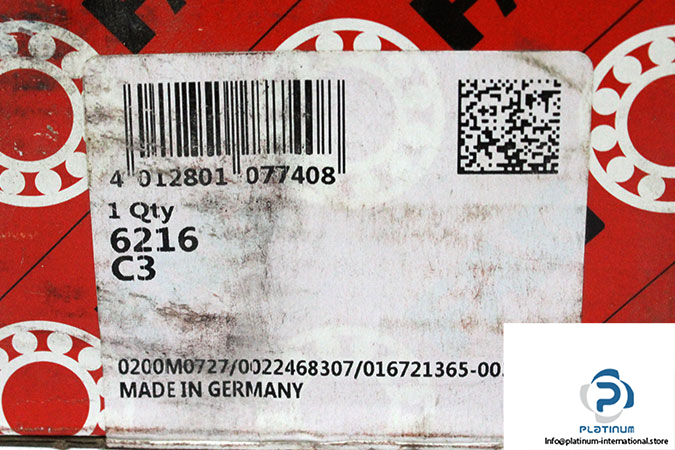 4 012801 077408
1 Qty
6216
C3
0200M0727/0022468307/016721365-00
MADE IN GERMANY
PLATINUM
Info@platinum-international.store